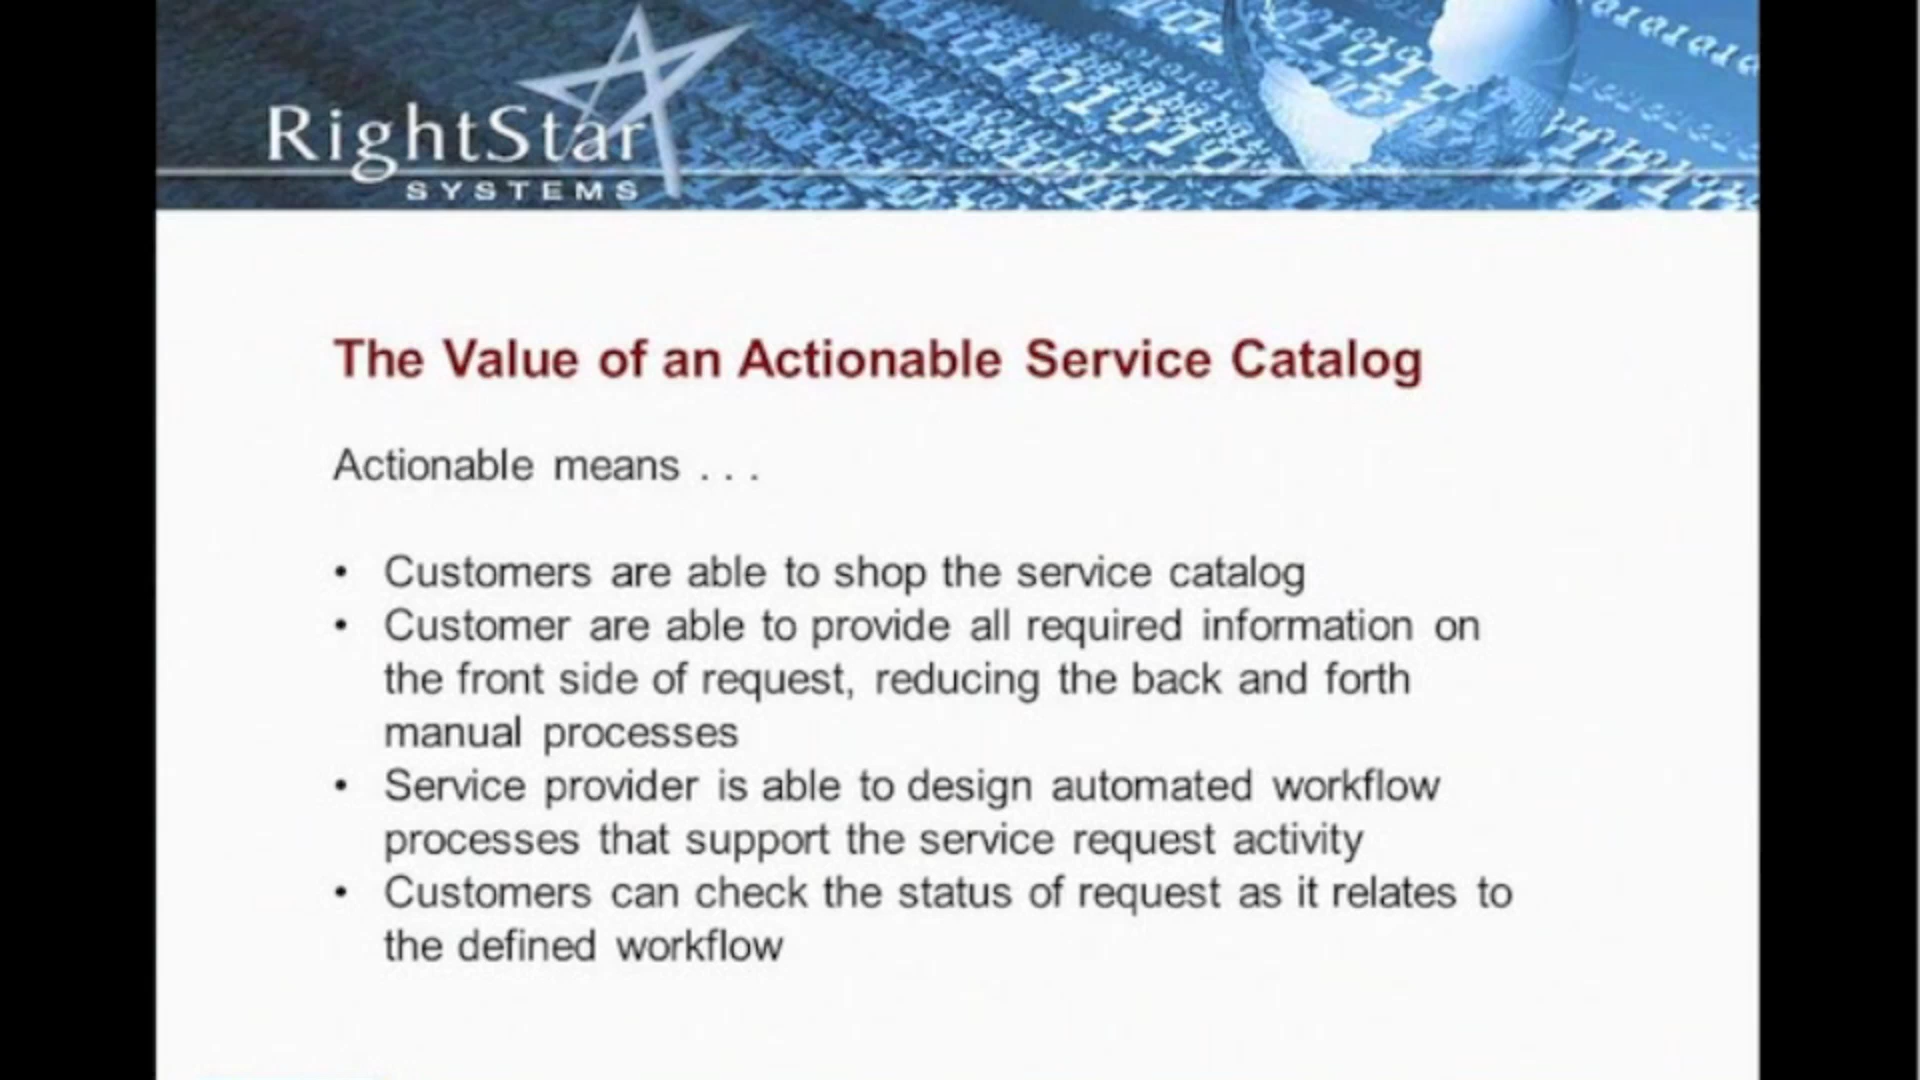 RightStar
SYSTEMS
The Value of an Actionable Service Catalog
Actionable means . . .
• Customers are able to shop the service catalog
• Customer are able to provide all required information on
the front side of request, reducing the back and forth
manual processes
• Service provider is able to design automated workflow
processes that support the service request activity
• Customers can check the status of request as it relates to
the defined workflow